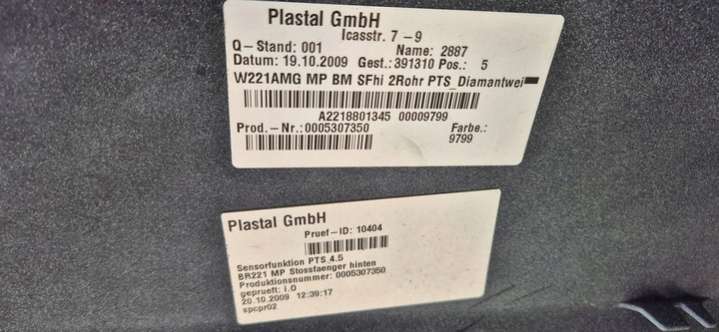 Plastal GmbH
Icasstr. 7-9
Q-Stand: 001 Name: 2887
Datum: 19.10.2009 Gest.: 391310 Pos.: 5
W221AMG MP BM SFhi 2Rohr PTS_Diamantwei
A2218801345 00009799
Prod.-Nr.:0005307350 Farbe.:
9799
Plastal GmbH
Pruef-ID: 10404
Sensorfunktion PTS_4.5
BR221 MP Stossfaenger hinten
Produktionsnummer: 0005307350
geprueft: i.O
20.10.2009 12:39:17
spcpr02